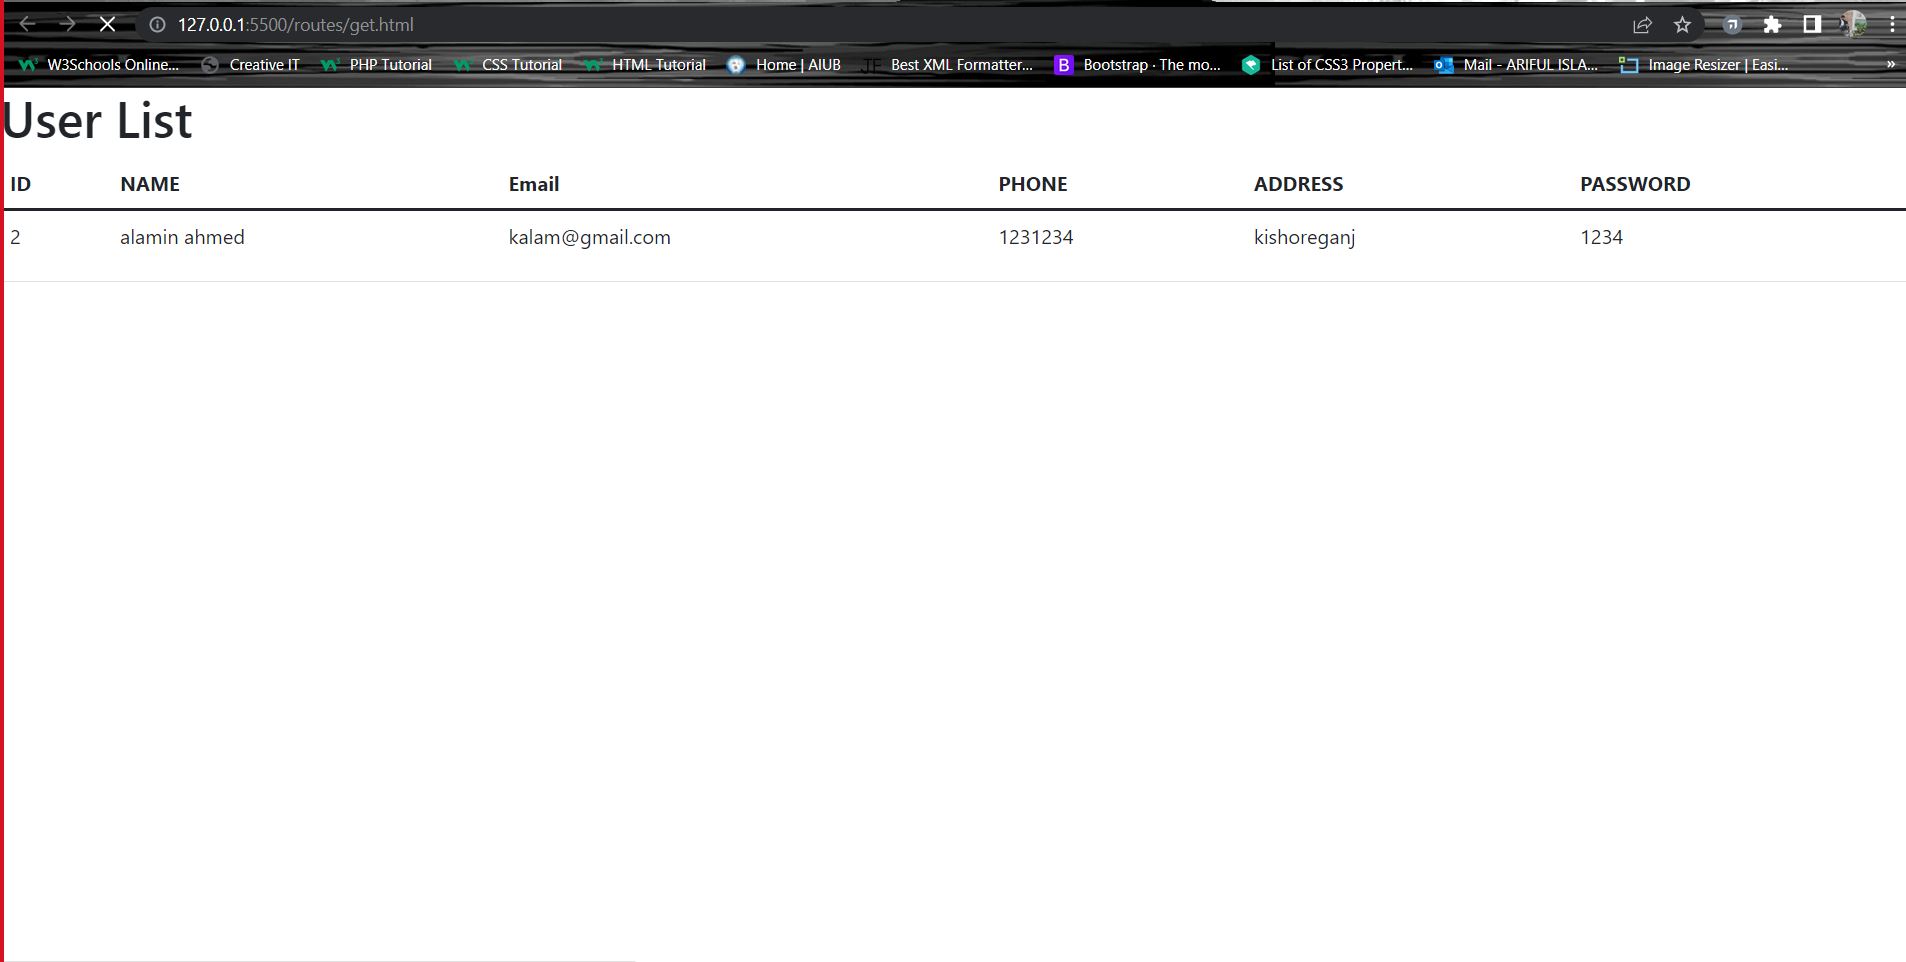 127.0.0.1:5500/routes/get.html
W3Schools Online... Creative IT PHP Tutorial CSS Tutorial HTML Tutorial Home | AIUB JF Best XML Formatter... B Bootstrap · The mo... List of CSS3 Propert... Mail - ARIFUL ISLA... Image Resizer | Easi... »
User List
ID NAME Email PHONE ADDRESS PASSWORD
2 alamin ahmed kalam@gmail.com 1231234 kishoreganj 1234